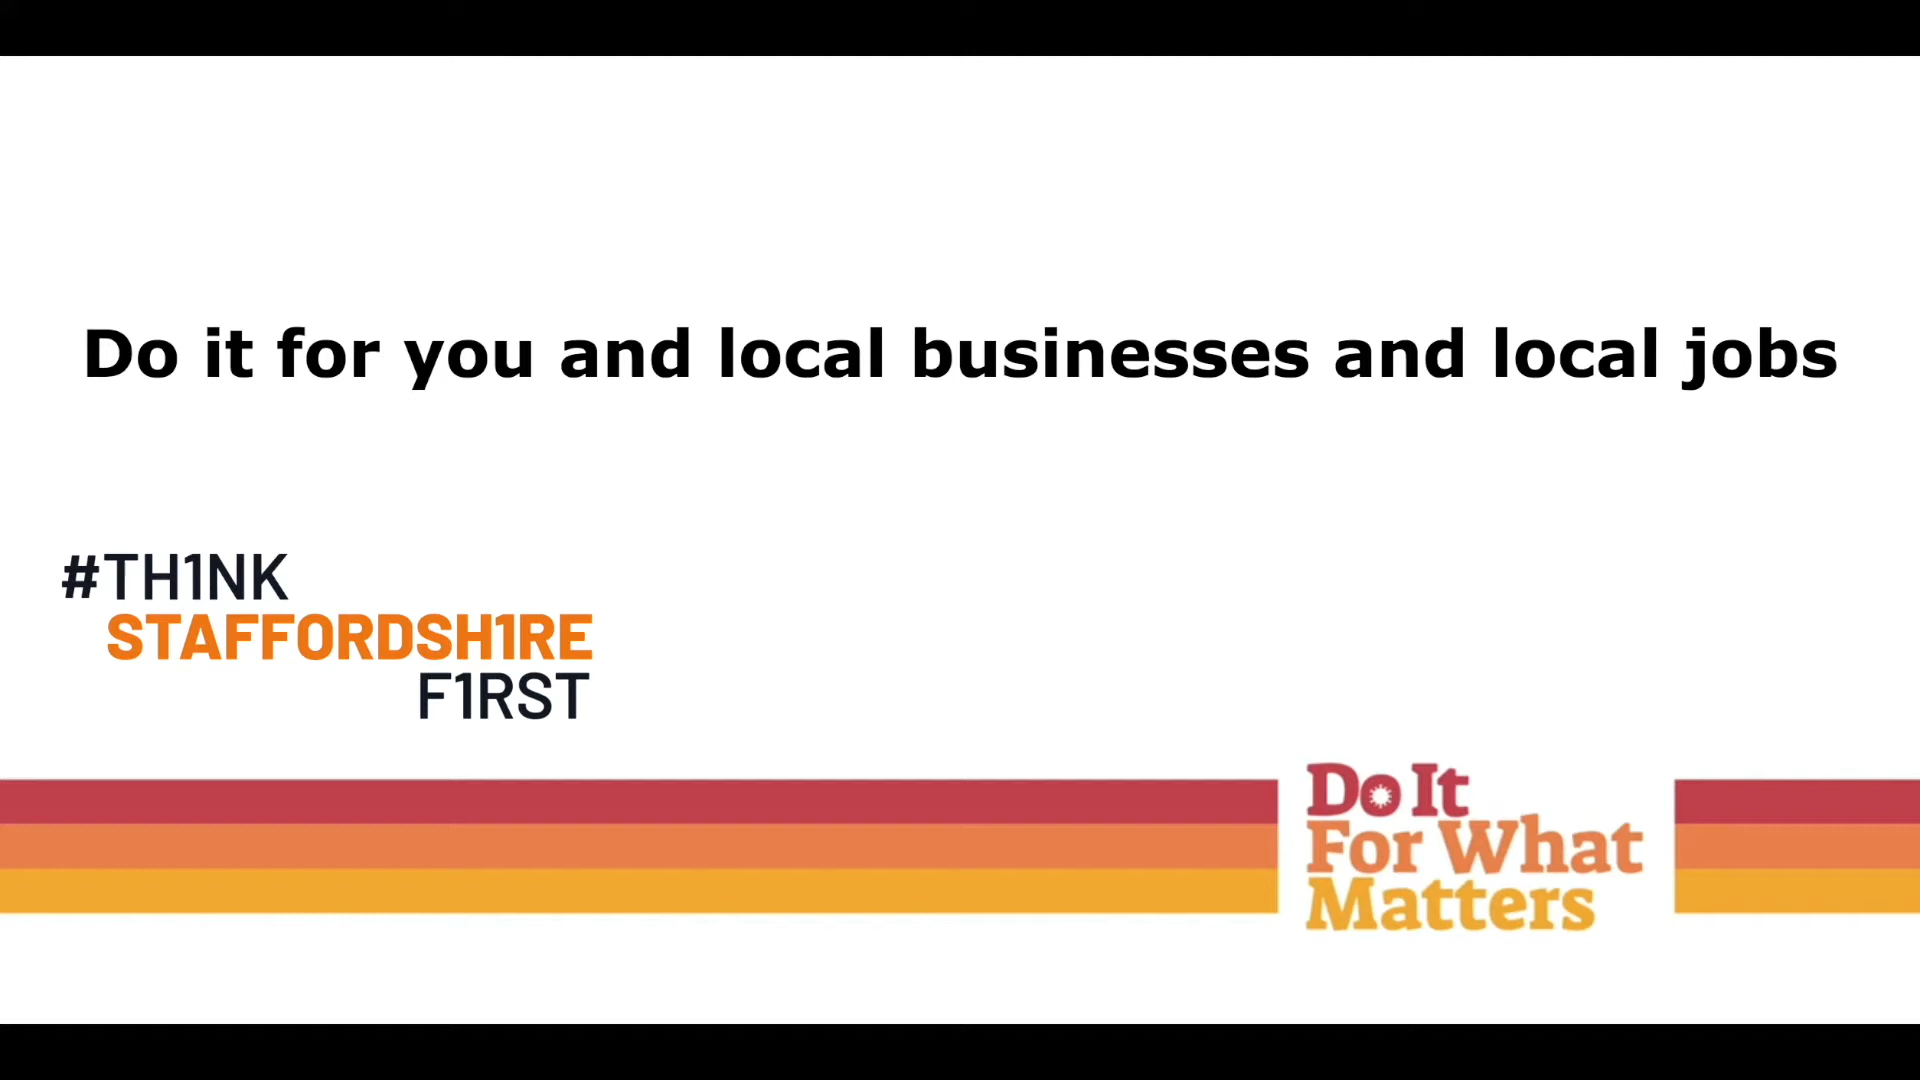 Do it for you and local businesses and local jobs
#TH1NK
STAFFORDSH1RE
F1RST
Do It
For What
Matters